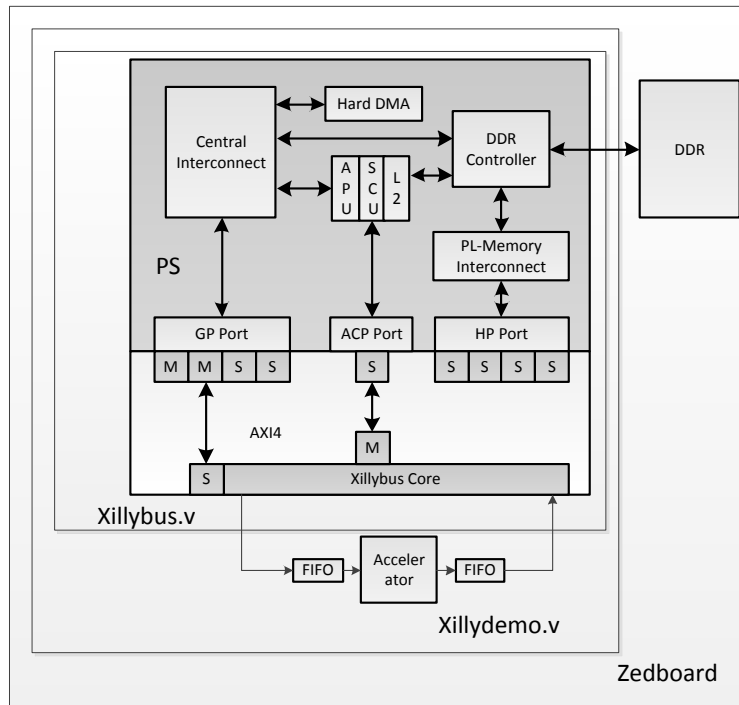 Hard DMA
Central
Interconnect
DDR
Controller
DDR
A
P
U
S
C
U
L
2
PL-Memory
Interconnect
PS
GP Port
ACP Port
HP Port
M M S S
S
S S S S
AXI4
M
S
Xillybus Core
Xillybus.v
FIFO
Acceler
ator
FIFO
Xillydemo.v
Zedboard